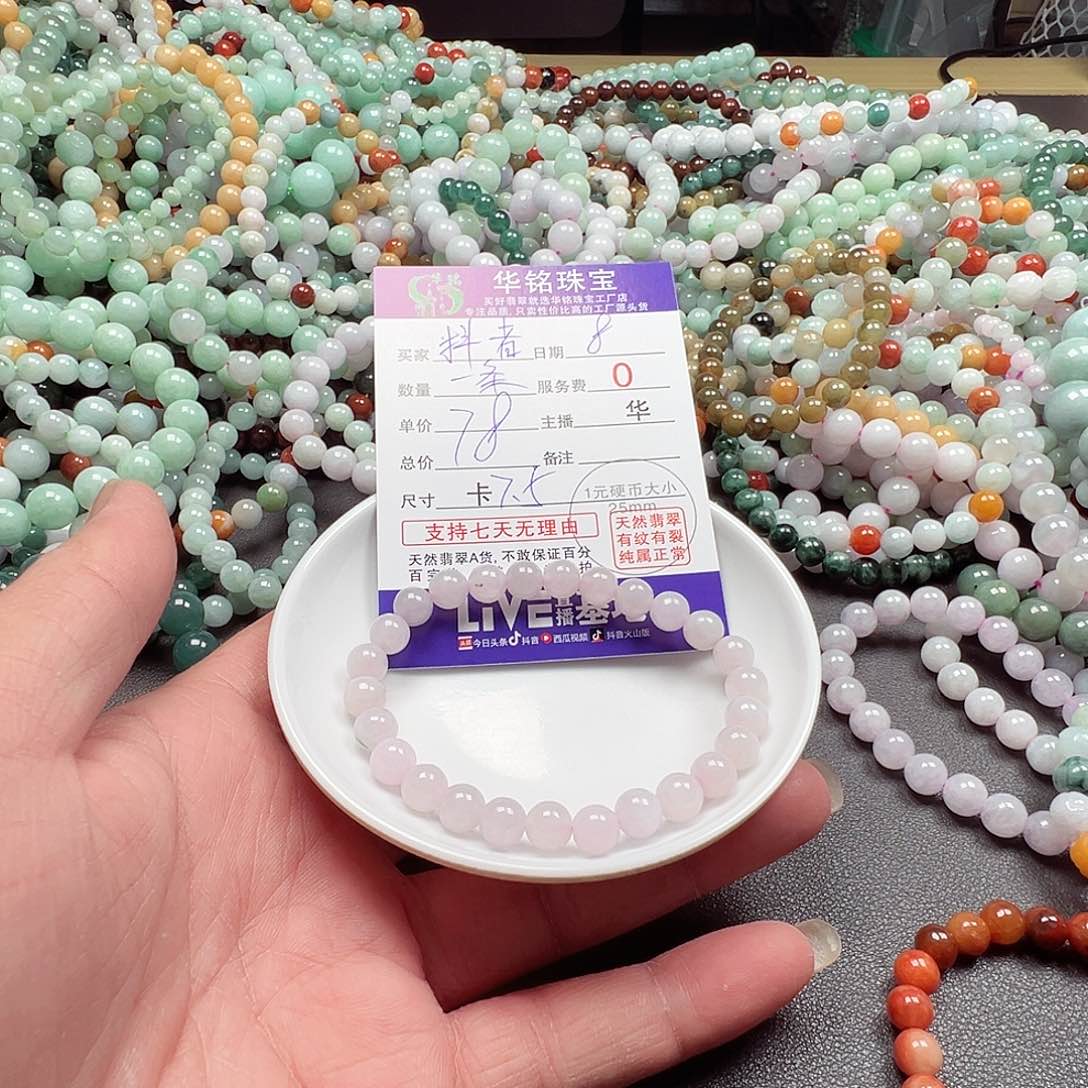 华铭珠宝
买好翡翠就选华铭珠宝工厂店
专注品质，只卖性价比高的工厂源头货
买家 抖者 日期 8
数量 一条 服务费 0
单价 78 主播 华
总价 备注
尺寸 卡 7.5 1元硬币大小
25mm
支持七天无理由
天然翡翠A货，不敢保证百分
百
天然翡翠
有纹有裂
纯属正常
LIVE
播
今日头条 抖音 西瓜视频 抖音火山版